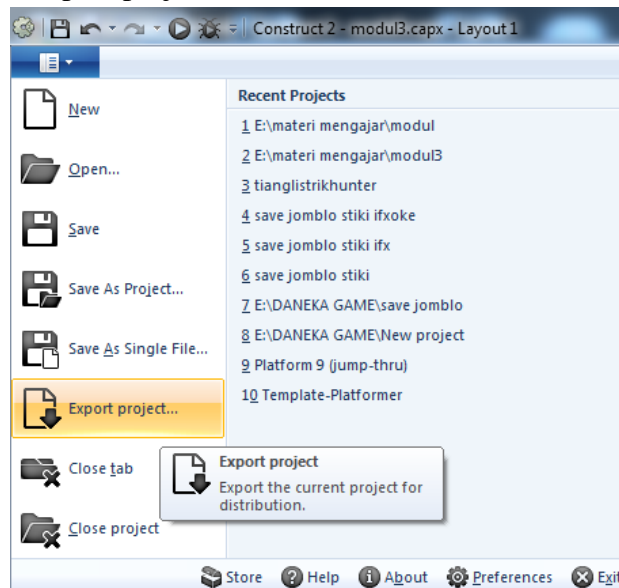 Construct 2 - modul3.capx - Layout 1
New
Open...
Save
Save As Project...
Save As Single File...
Export project...
Close tab
Close project
Recent Projects
1 E:\materi mengajar\modul
2 E:\materi mengajar\modul3
3 tianglistrikhunter
4 save jomblo stiki ifxoke
5 save jomblo stiki ifx
6 save jomblo stiki
7 E:\DANEKA GAME\save jomblo
8 E:\DANEKA GAME\New project
9 Platform 9 (jump-thru)
10 Template-Platformer
Export project
Export the current project for
distribution.
Store Help About Preferences Exit